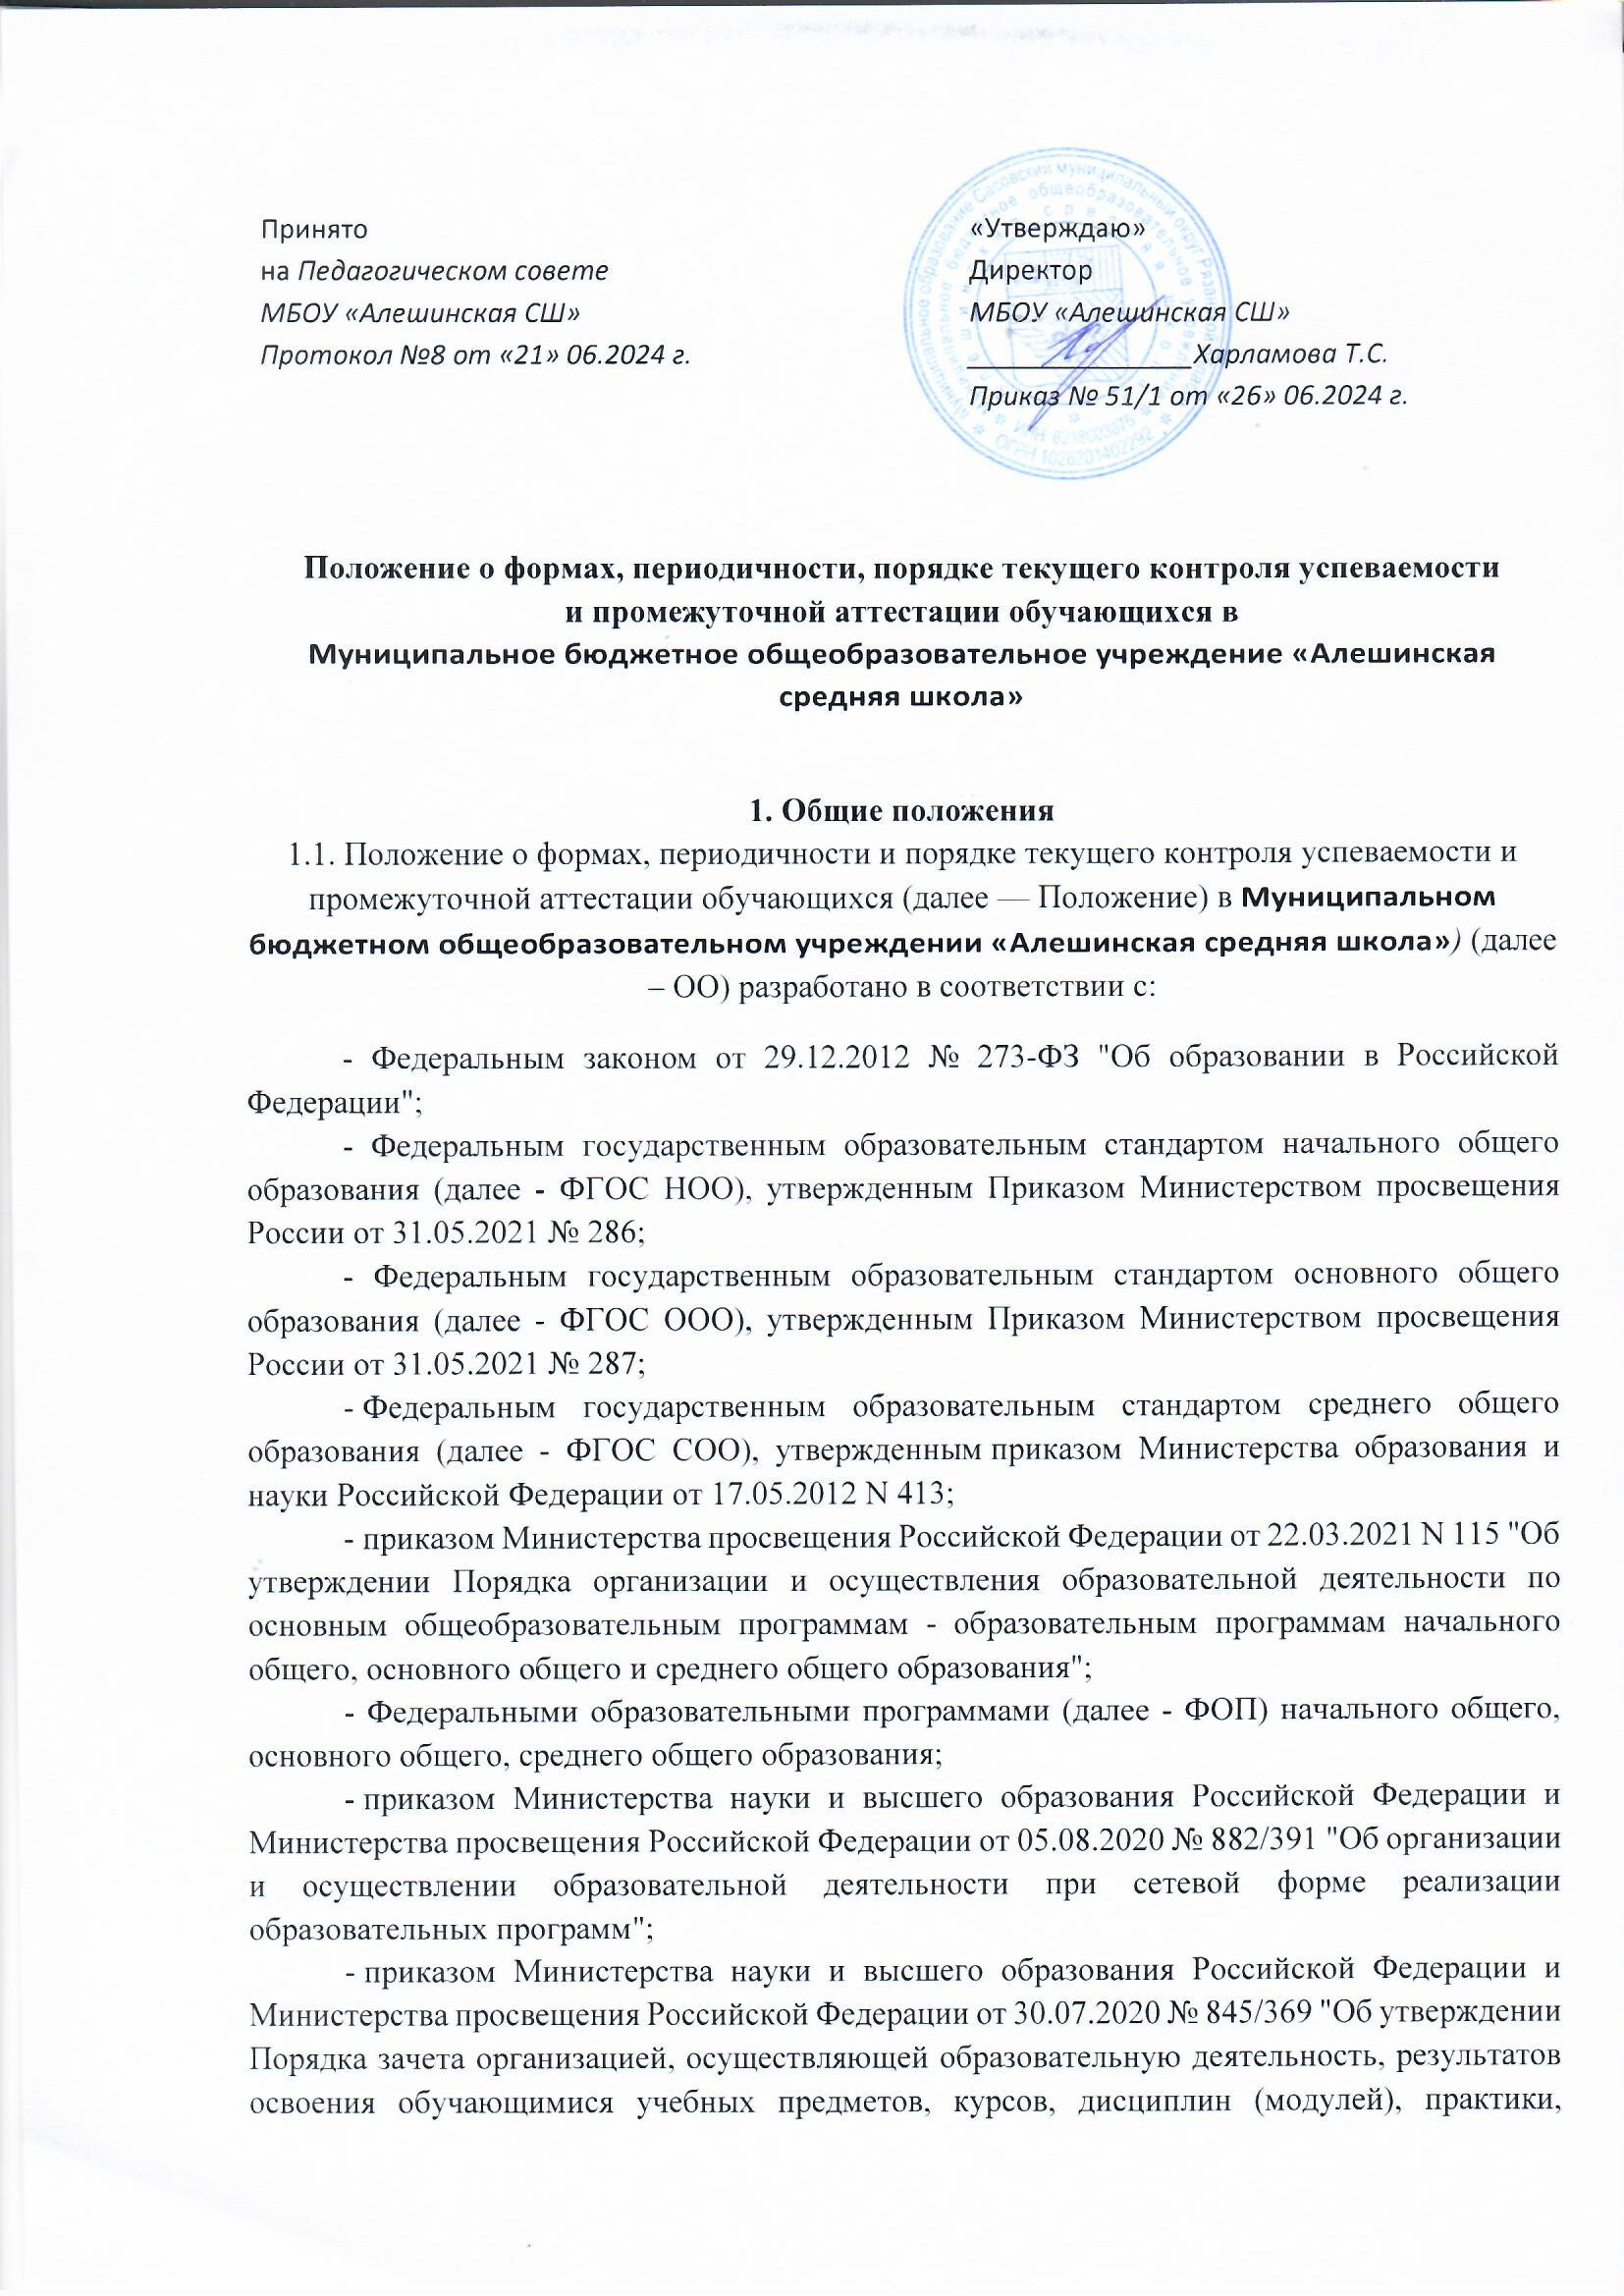 Принято
на Педагогическом совете
МБОУ «Алешинская СШ»
Протокол №8 от «21» 06.2024 г.
«Утверждаю»
Директор
МБОУ «Алешинская СШ»
Харламова Т.С.
Приказ № 51/1 от «26» 06.2024 г.
Муниципальное образование Сасовский муниципальный округ Рязанской
ОГРН 1026201402292
Положение о формах, периодичности, порядке текущего контроля успеваемости
и промежуточной аттестации обучающихся в
Муниципальное бюджетное общеобразовательное учреждение «Алешинская
средняя школа»
1. Общие положения
1.1. Положение о формах, периодичности и порядке текущего контроля успеваемости и
промежуточной аттестации обучающихся (далее — Положение) в Муниципальном
бюджетном общеобразовательном учреждении «Алешинская средняя школа») (далее
– ОО) разработано в соответствии с:
- Федеральным законом от 29.12.2012 № 273-ФЗ "Об образовании в Российской
Федерации";
- Федеральным государственным образовательным стандартом начального общего
образования (далее - ФГОС НОО), утвержденным Приказом Министерством просвещения
России от 31.05.2021 № 286;
- Федеральным государственным образовательным стандартом основного общего
образования (далее - ФГОС ООО), утвержденным Приказом Министерством просвещения
России от 31.05.2021 № 287;
- Федеральным государственным образовательным стандартом среднего общего
образования (далее - ФГОС СОО), утвержденным приказом Министерства образования и
науки Российской Федерации от 17.05.2012 N 413;
- приказом Министерства просвещения Российской Федерации от 22.03.2021 N 115 "Об
утверждении Порядка организации и осуществления образовательной деятельности по
основным общеобразовательным программам - образовательным программам начального
общего, основного общего и среднего общего образования";
- Федеральными образовательными программами (далее - ФОП) начального общего,
основного общего, среднего общего образования;
- приказом Министерства науки и высшего образования Российской Федерации и
Министерства просвещения Российской Федерации от 05.08.2020 № 882/391 "Об организации
и осуществлении образовательной деятельности при сетевой форме реализации
образовательных программ";
- приказом Министерства науки и высшего образования Российской Федерации и
Министерства просвещения Российской Федерации от 30.07.2020 № 845/369 "Об утверждении
Порядка зачета организацией, осуществляющей образовательную деятельность, результатов
освоения обучающимися учебных предметов, курсов, дисциплин (модулей), практики,